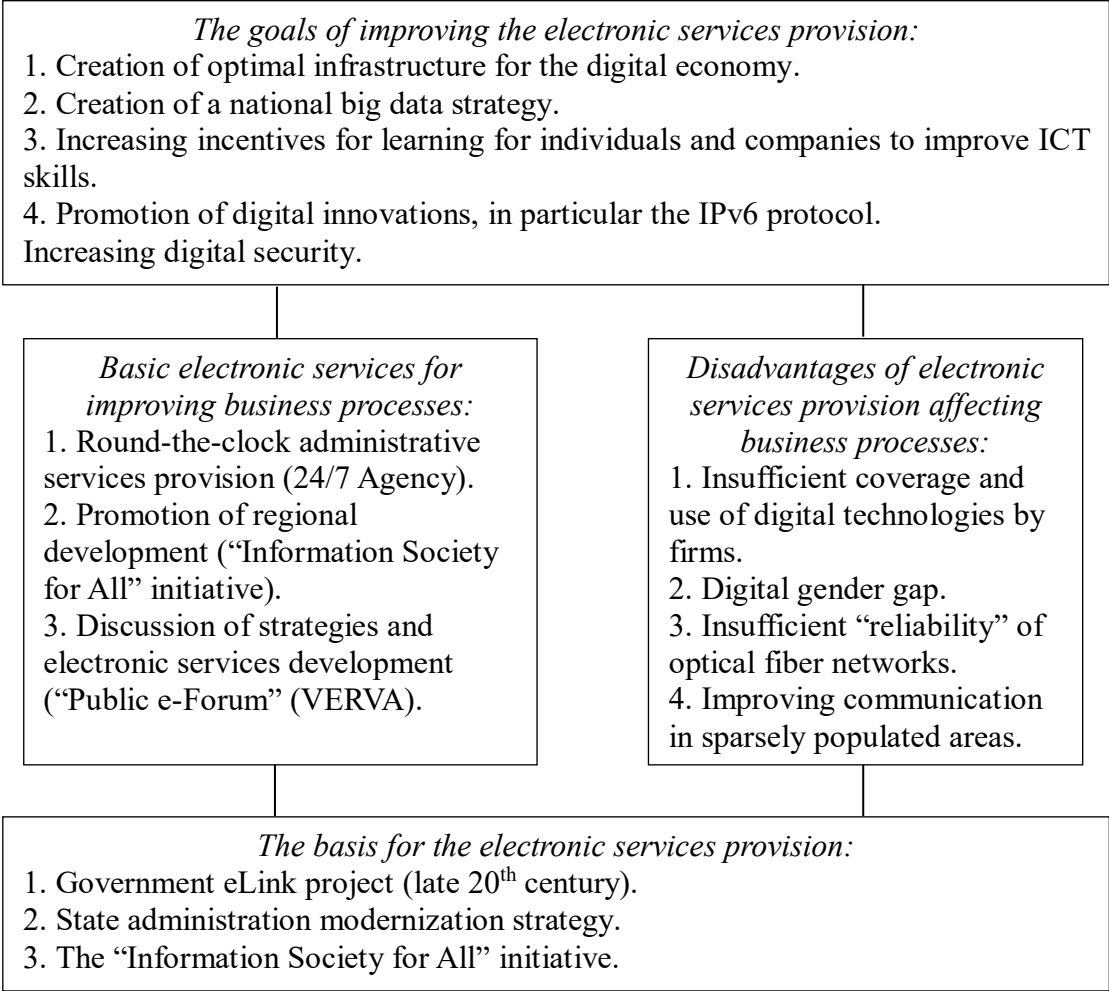 The goals of improving the electronic services provision:
1. Creation of optimal infrastructure for the digital economy.
2. Creation of a national big data strategy.
3. Increasing incentives for learning for individuals and companies to improve ICT
skills.
4. Promotion of digital innovations, in particular the IPv6 protocol.
Increasing digital security.
Basic electronic services for
improving business processes:
1. Round-the-clock administrative
services provision (24/7 Agency).
2. Promotion of regional
development (“Information Society
for All” initiative).
3. Discussion of strategies and
electronic services development
(“Public e-Forum” (VERVA).
Disadvantages of electronic
services provision affecting
business processes:
1. Insufficient coverage and
use of digital technologies by
firms.
2. Digital gender gap.
3. Insufficient “reliability” of
optical fiber networks.
4. Improving communication
in sparsely populated areas.
The basis for the electronic services provision:
1. Government eLink project (late 20th century).
2. State administration modernization strategy.
3. The “Information Society for All” initiative.